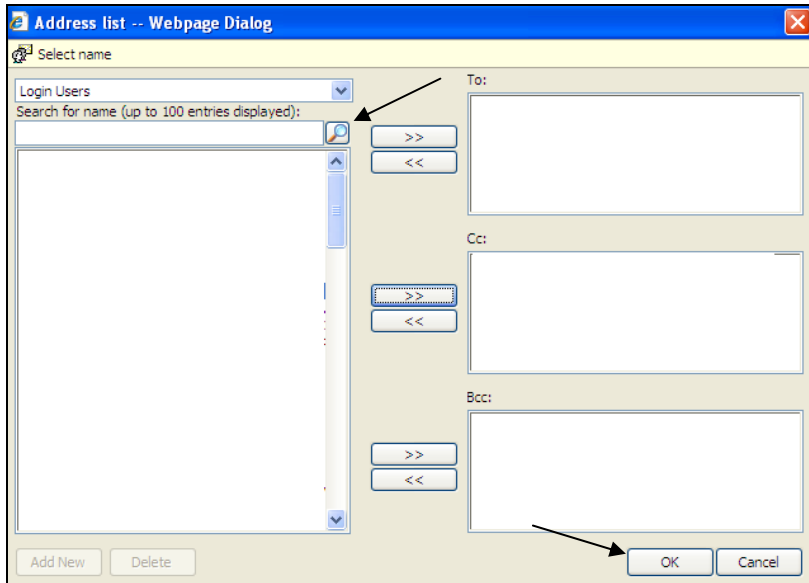 Address list -- Webpage Dialog
Select name
Login Users
Search for name (up to 100 entries displayed):
To:
>>
<<
Cc:
>>
<<
Bcc:
>>
<<
Add New
Delete
OK
Cancel